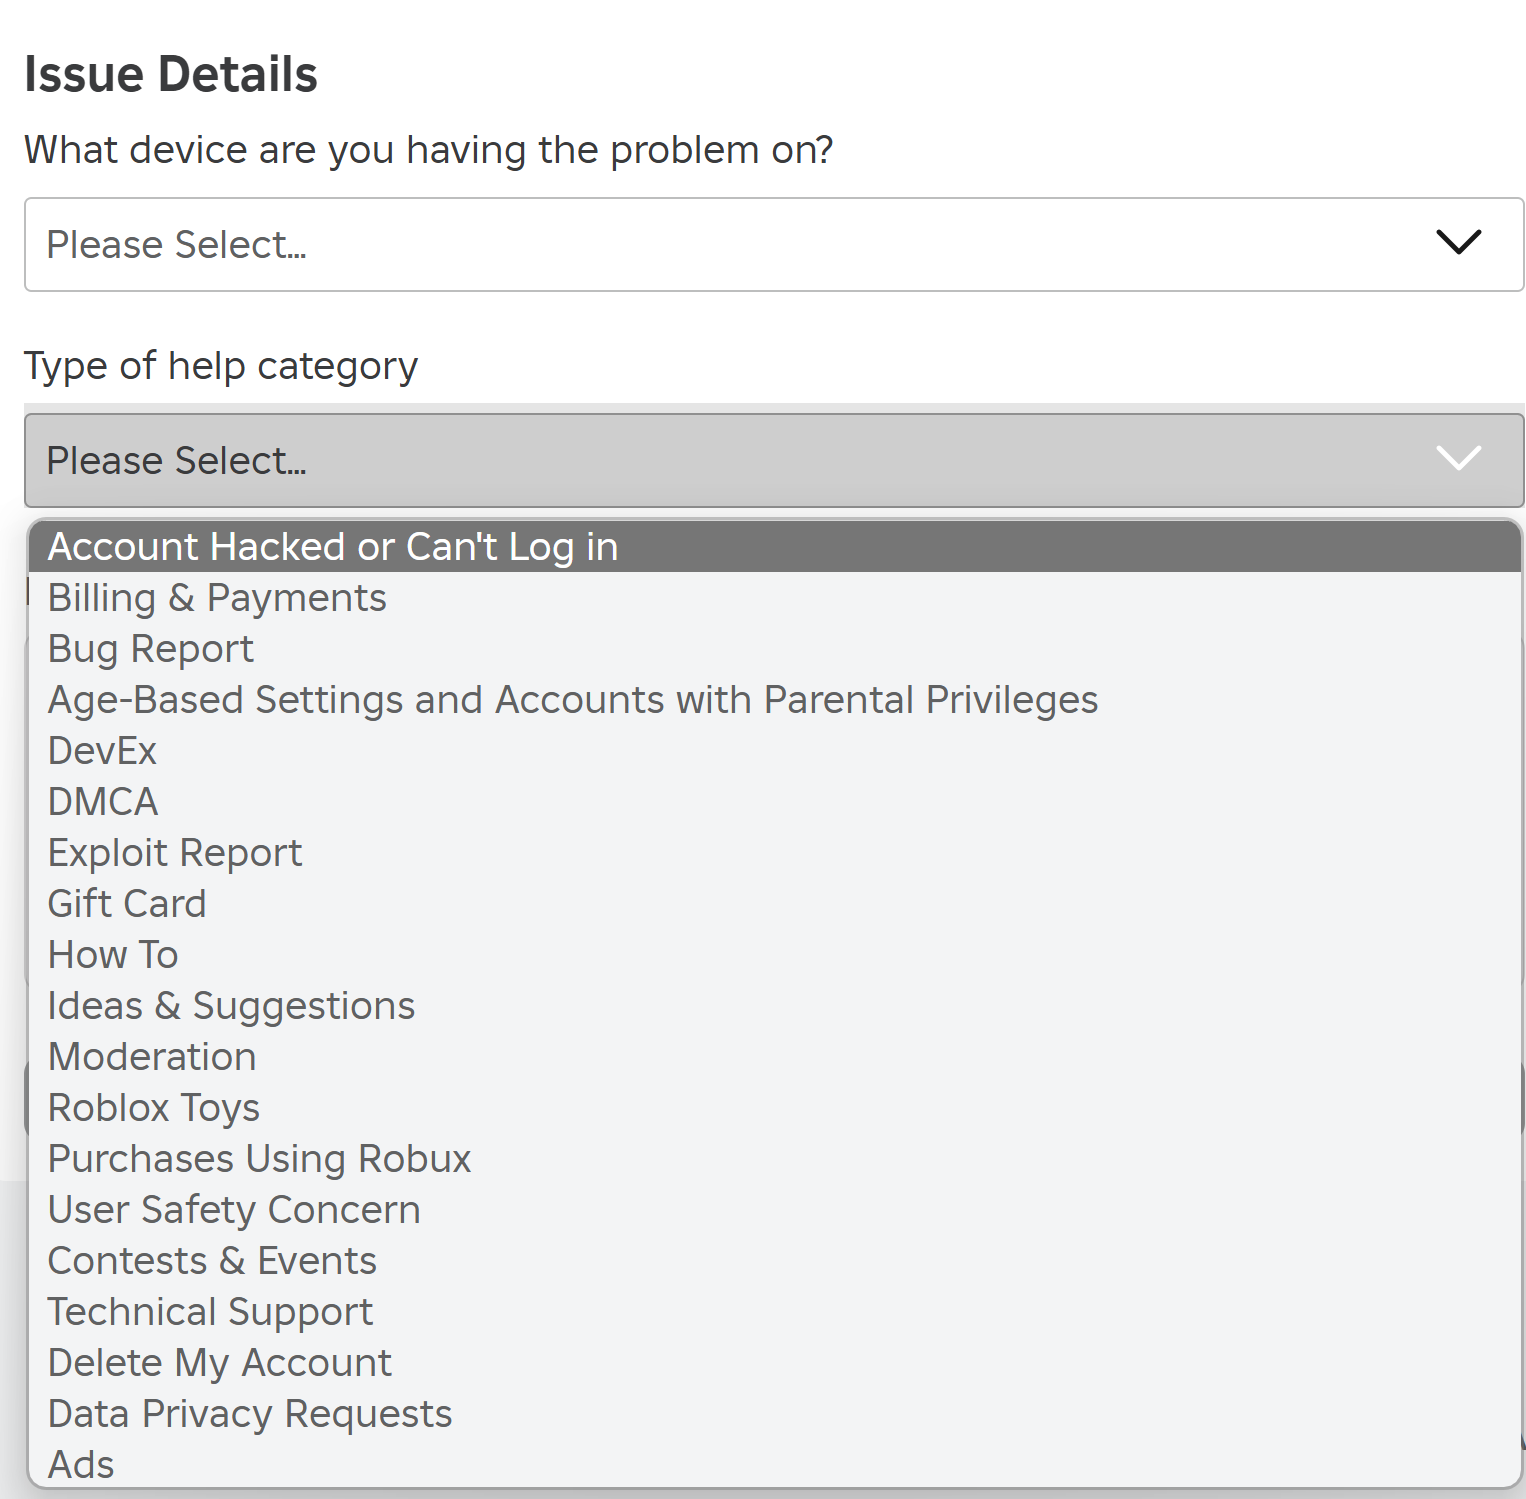 Issue Details
What device are you having the problem on?
Please Select...
Type of help category
Please Select...
Account Hacked or Can't Log in
Billing & Payments
Bug Report
Age-Based Settings and Accounts with Parental Privileges
DevEx
DMCA
Exploit Report
Gift Card
How To
Ideas & Suggestions
Moderation
Roblox Toys
Purchases Using Robux
User Safety Concern
Contests & Events
Technical Support
Delete My Account
Data Privacy Requests
Ads